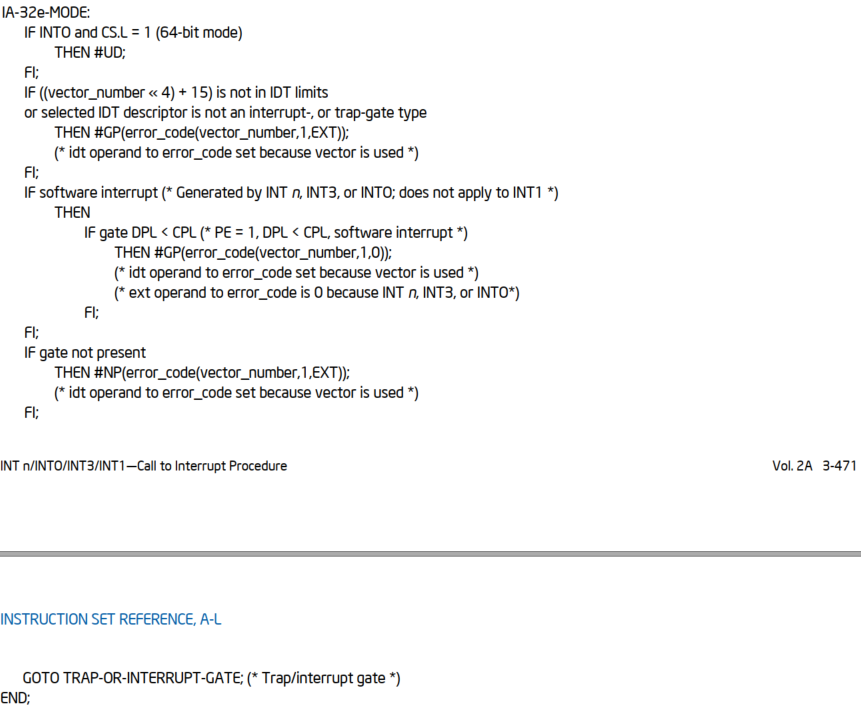 IA-32e-MODE:
IF INTO and CS.L = 1 (64-bit mode)
THEN #UD;
FI;
IF ((vector_number « 4) + 15) is not in IDT limits
or selected IDT descriptor is not an interrupt-, or trap-gate type
THEN #GP(error_code(vector_number,1,EXT));
(* idt operand to error_code set because vector is used *)
FI;
IF software interrupt (* Generated by INT n, INT3, or INTO; does not apply to INT1 *)
THEN
IF gate DPL < CPL (* PE = 1, DPL < CPL, software interrupt *)
THEN #GP(error_code(vector_number,1,0));
(* idt operand to error_code set because vector is used *)
(* ext operand to error_code is 0 because INT n, INT3, or INTO*)
FI;
FI;
IF gate not present
THEN #NP(error_code(vector_number,1,EXT));
(* idt operand to error_code set because vector is used *)
FI;
INT n/INTO/INT3/INT1—Call to Interrupt Procedure Vol. 2A 3-471
INSTRUCTION SET REFERENCE, A-L
GOTO TRAP-OR-INTERRUPT-GATE; (* Trap/interrupt gate *)
END;